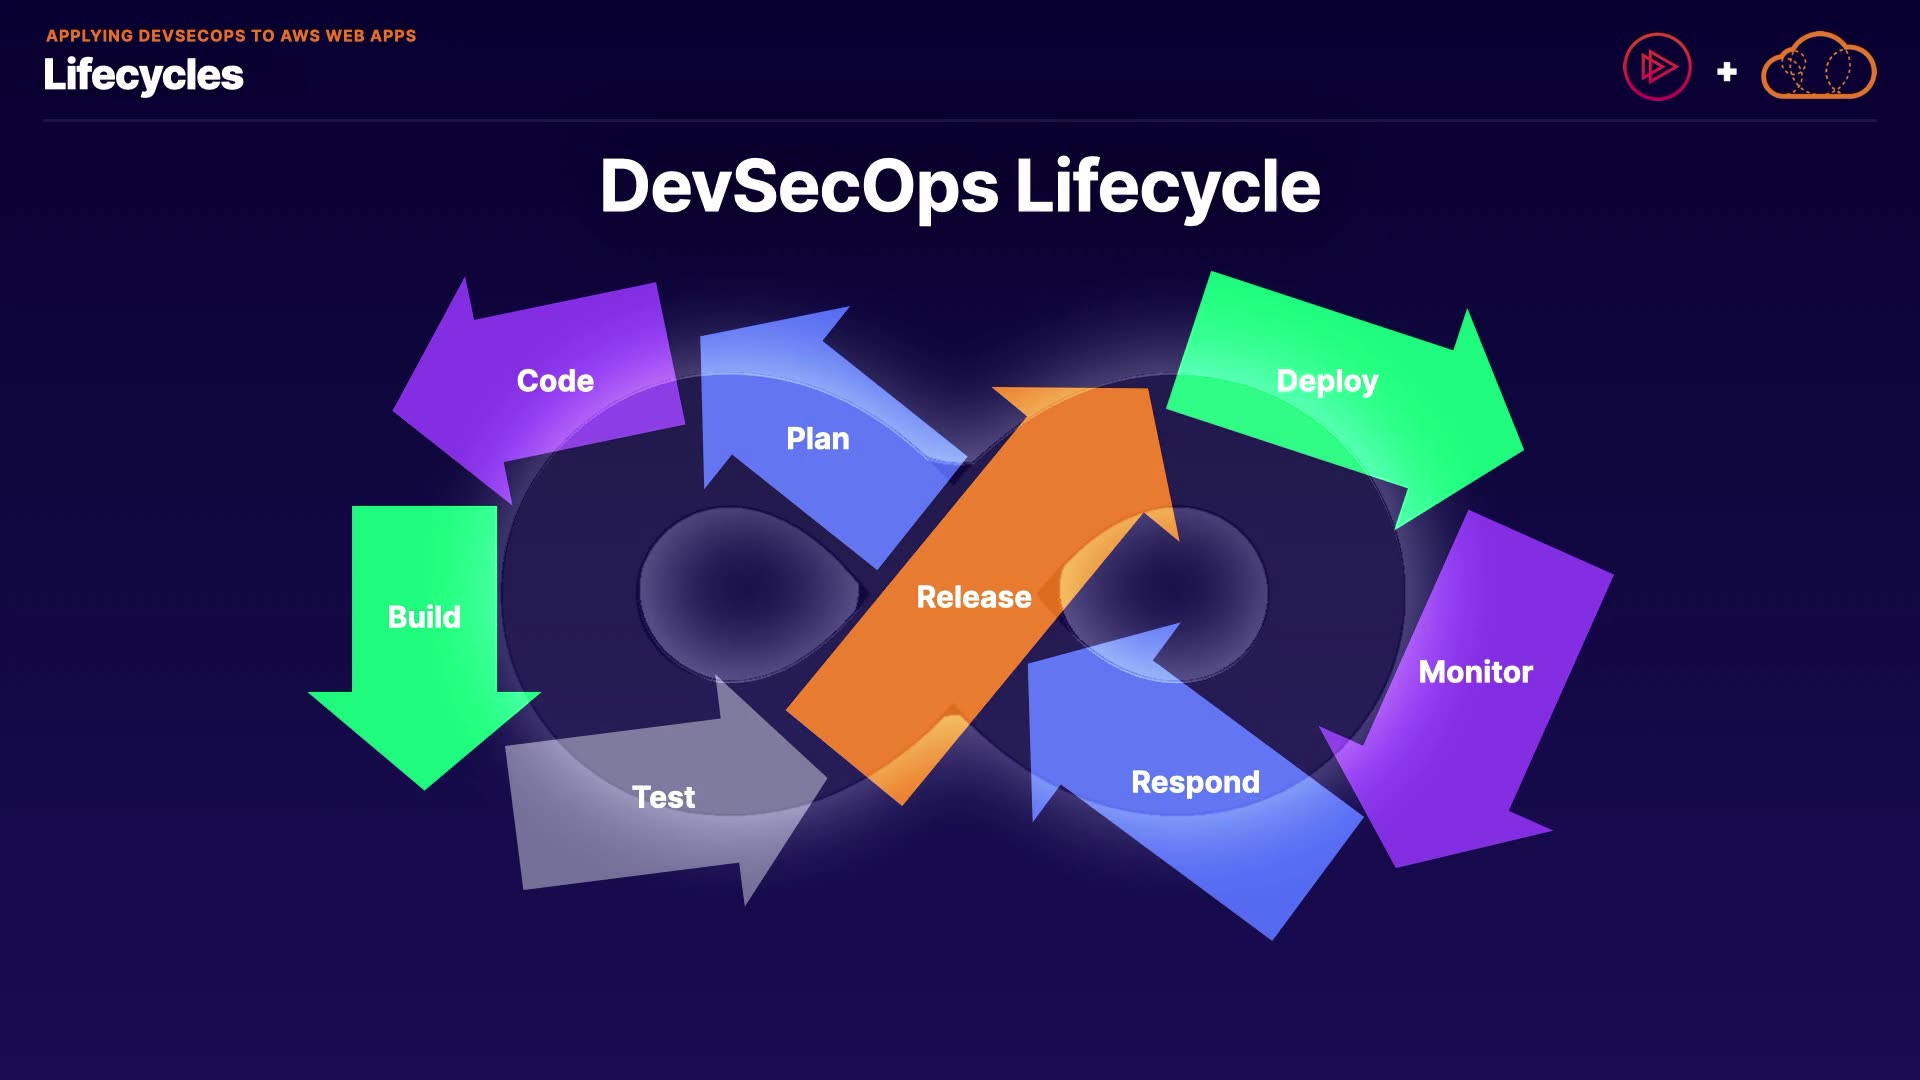 APPLYING DEVSECOPS TO AWS WEB APPS
Lifecycles
+
DevSecOps Lifecycle
Code
Plan
Deploy
Build
Release
Monitor
Test
Respond